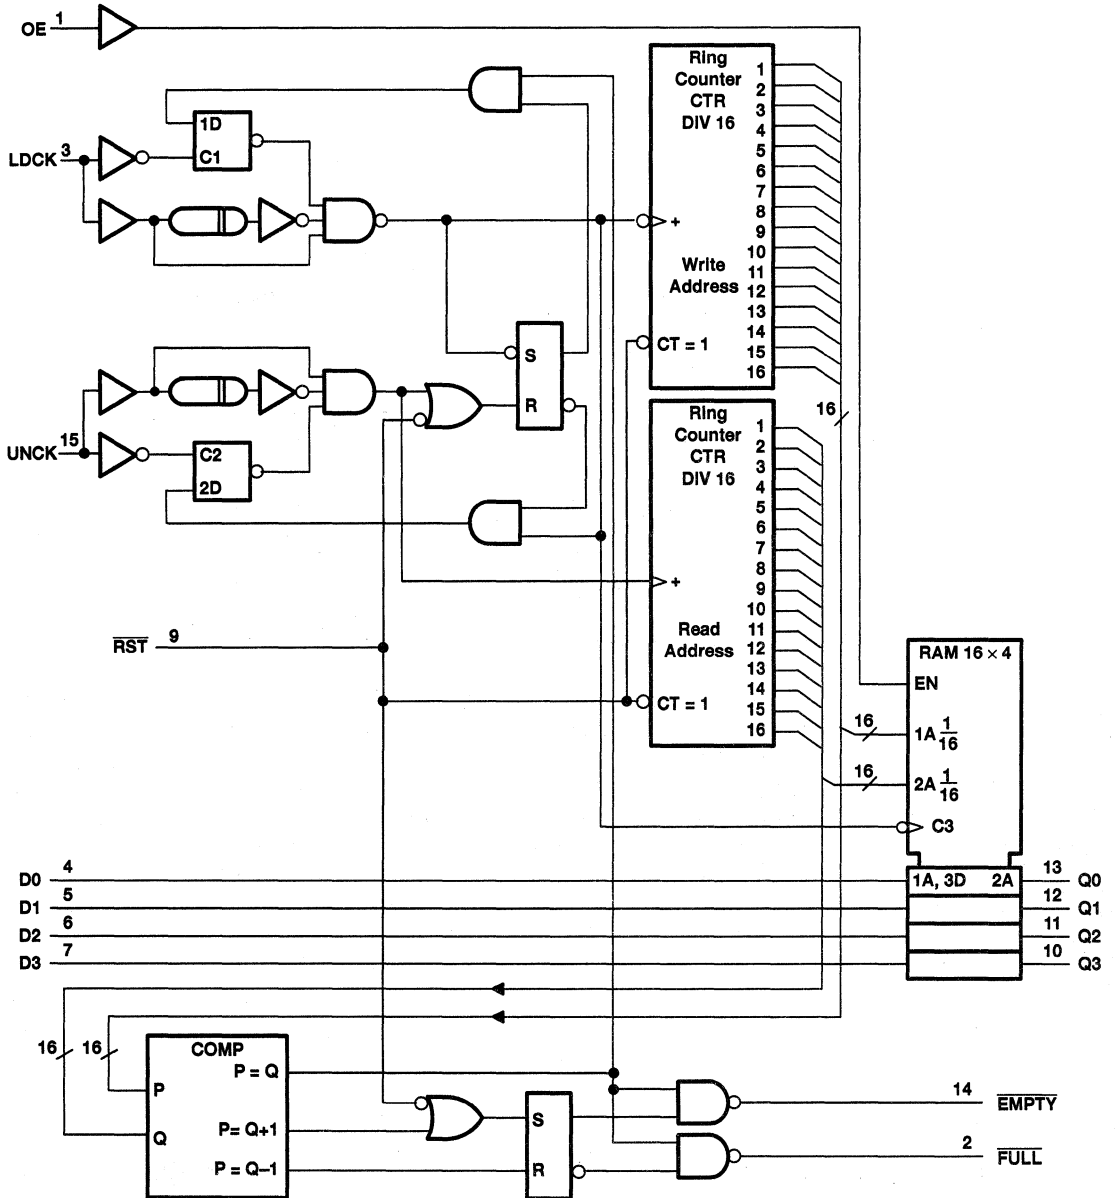 OE 1
Ring
Counter
CTR
DIV 16
1
2
3
4
5
6
7
8
9
10
11
12
13
14
15
16
+
Write
Address
CT = 1
1D
C1
LDCK 3
S
R
UNCK 15
C2
2D
16
Ring
Counter
CTR
DIV 16
1
2
3
4
5
6
7
8
9
10
11
12
13
14
15
16
+
Read
Address
CT = 1
RST 9
RAM 16 × 4
EN
16 1A 1/16
16 2A 1/16
C3
D0 4 1A, 3D 2A 13 Q0
D1 5 12 Q1
D2 6 11 Q2
D3 7 10 Q3
16 16
COMP
P = Q
P
P= Q+1
Q
P = Q–1
S
R
14 EMPTY
2 FULL